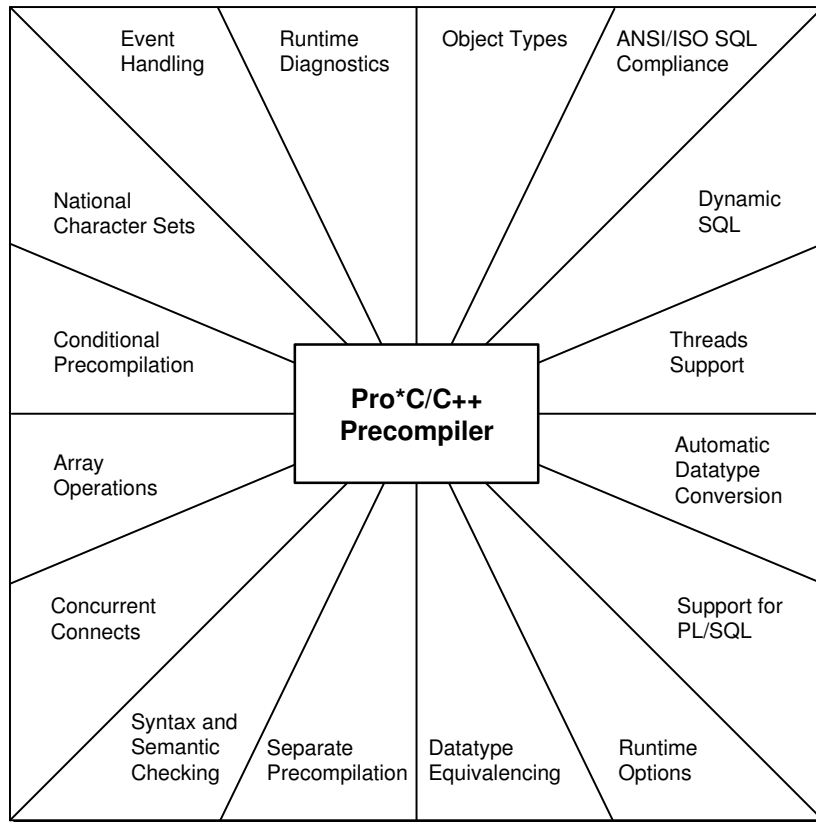 Event
Handling
Runtime
Diagnostics
Object Types
ANSI/ISO SQL
Compliance
National
Character Sets
Dynamic
SQL
Conditional
Precompilation
Threads
Support
Pro*C/C++
Precompiler
Array
Operations
Automatic
Datatype
Conversion
Concurrent
Connects
Support for
PL/SQL
Syntax and
Semantic
Checking
Separate
Precompilation
Datatype
Equivalencing
Runtime
Options